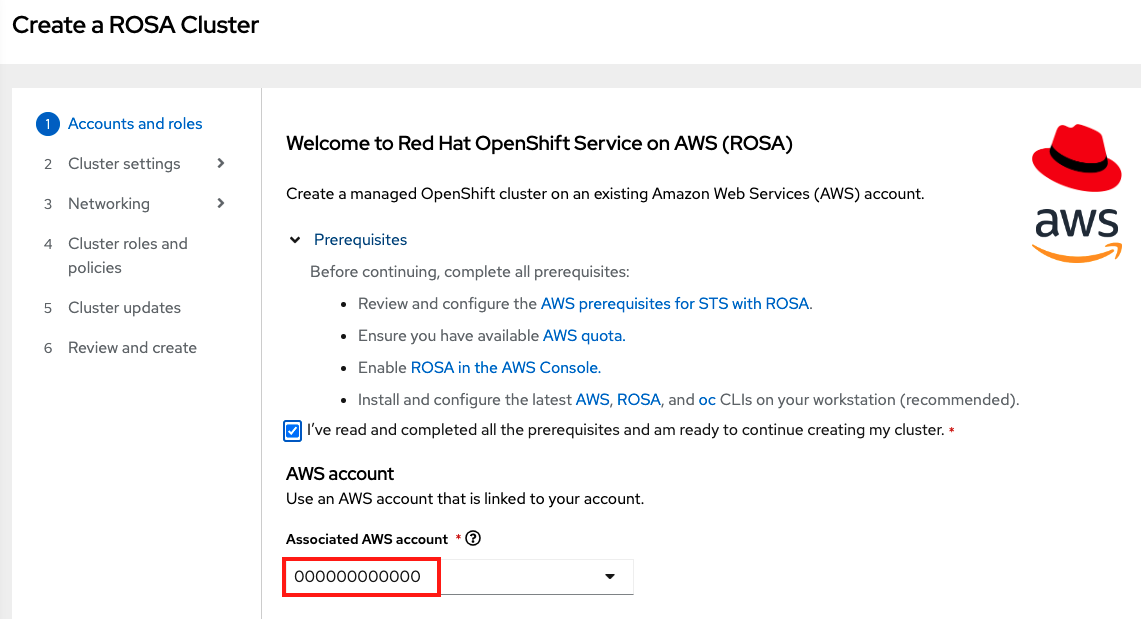 Create a ROSA Cluster
1 Accounts and roles
2 Cluster settings
3 Networking
4 Cluster roles and
policies
5 Cluster updates
6 Review and create
Welcome to Red Hat OpenShift Service on AWS (ROSA)
Create a managed OpenShift cluster on an existing Amazon Web Services (AWS) account.
Prerequisites
Before continuing, complete all prerequisites:
• Review and configure the AWS prerequisites for STS with ROSA.
• Ensure you have available AWS quota.
• Enable ROSA in the AWS Console.
• Install and configure the latest AWS, ROSA, and oc CLIs on your workstation (recommended).
I’ve read and completed all the prerequisites and am ready to continue creating my cluster. *
AWS account
Use an AWS account that is linked to your account.
Associated AWS account * ?
000000000000
aws